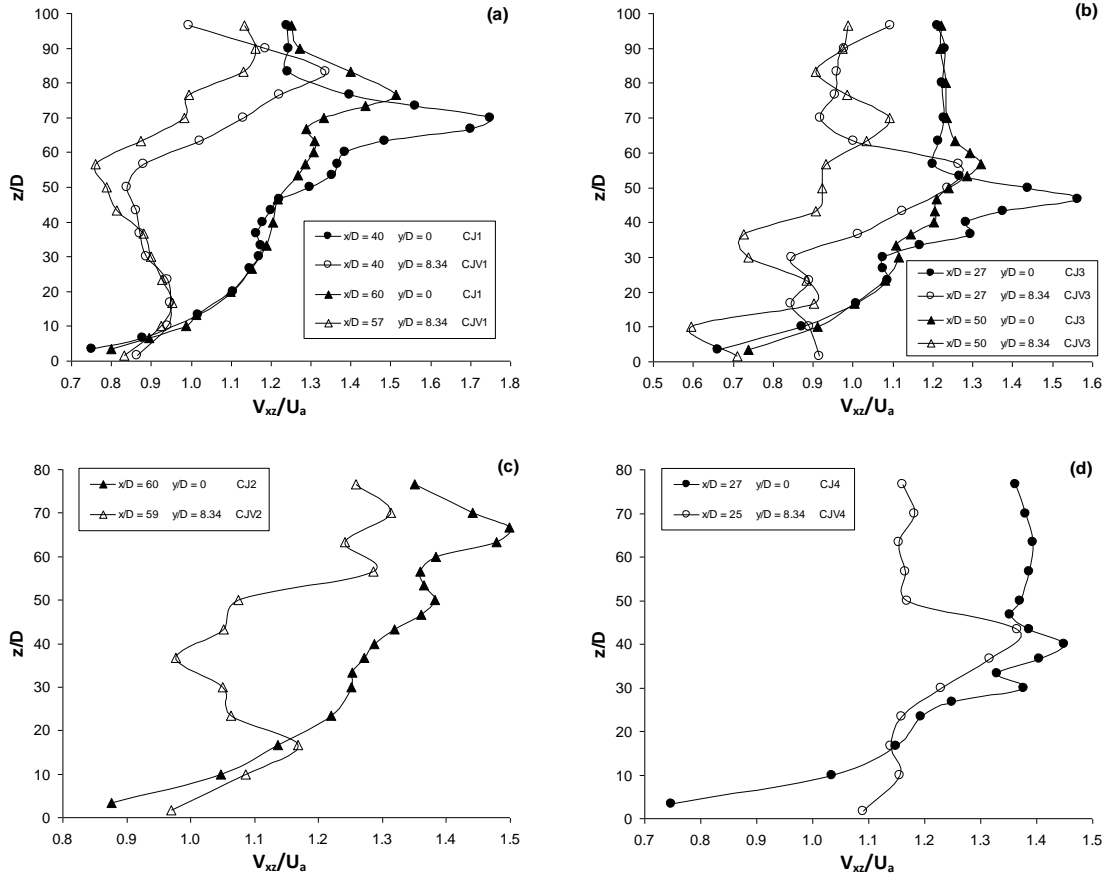 (a)
100
90
80
70
60
50
40
30
20
10
0
z/D
x/D = 40 y/D = 0 CJ1
x/D = 40 y/D = 8.34 CJV1
x/D = 60 y/D = 0 CJ1
x/D = 57 y/D = 8.34 CJV1
0.7 0.8 0.9 1.0 1.1 1.2 1.3 1.4 1.5 1.6 1.7 1.8
Vxz/Ua
(b)
100
90
80
70
60
50
40
30
20
10
0
z/D
x/D = 27 y/D = 0 CJ3
x/D = 27 y/D = 8.34 CJV3
x/D = 50 y/D = 0 CJ3
x/D = 50 y/D = 8.34 CJV3
0.5 0.6 0.7 0.8 0.9 1.0 1.1 1.2 1.3 1.4 1.5 1.6
Vxz/Ua
(c)
80
70
60
50
40
30
20
10
0
z/D
x/D = 60 y/D = 0 CJ2
x/D = 59 y/D = 8.34 CJV2
0.8 0.9 1.0 1.1 1.2 1.3 1.4 1.5
Vxz/Ua
(d)
80
70
60
50
40
30
20
10
0
z/D
x/D = 27 y/D = 0 CJ4
x/D = 25 y/D = 8.34 CJV4
0.7 0.8 0.9 1.0 1.1 1.2 1.3 1.4 1.5
Vxz/Ua